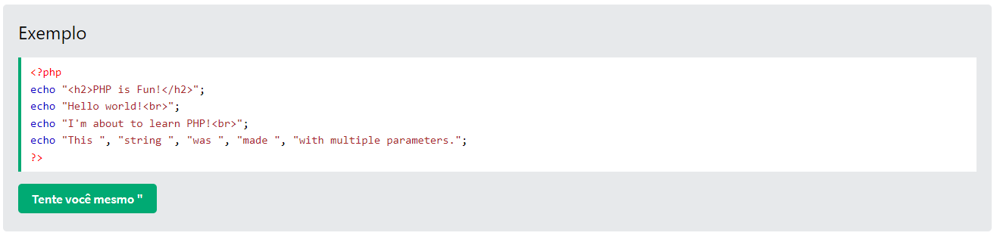 Exemplo
<?php
echo "<h2>PHP is Fun!</h2>";
echo "Hello world!<br>";
echo "I'm about to learn PHP!<br>";
echo "This ", "string ", "was ", "made ", "with multiple parameters.";
?>
Tente você mesmo "